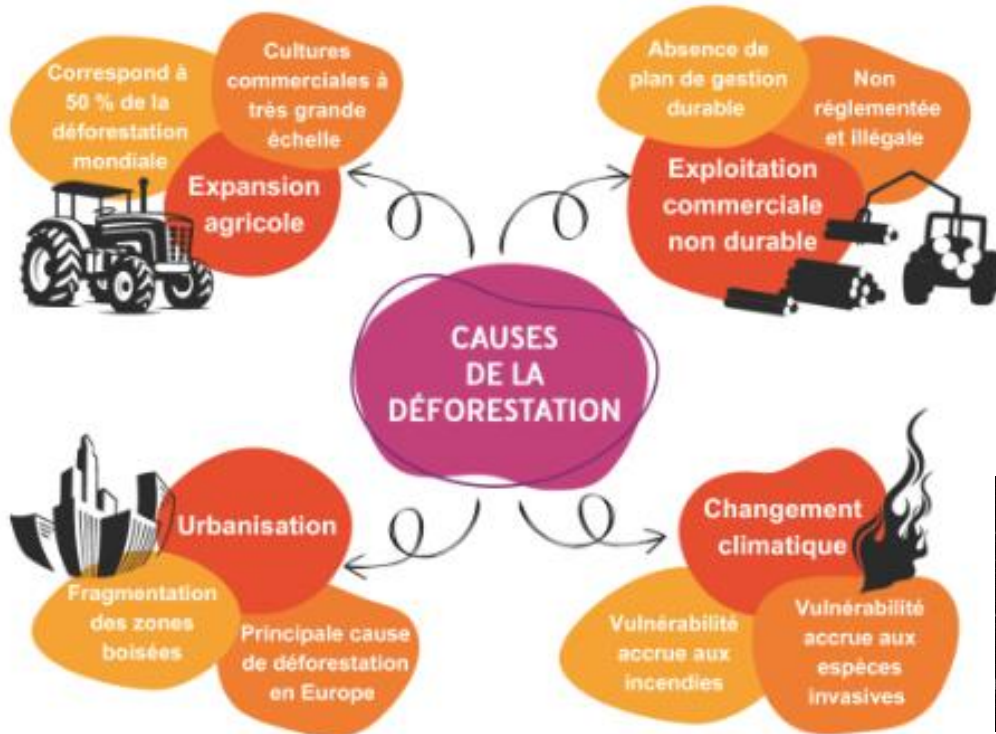 Correspond à
50 % de la
déforestation
mondiale
Cultures
commerciales à
très grande
échelle
Expansion
agricole
Absence de
plan de gestion
durable
Non
réglementée
et illégale
Exploitation
commerciale
non durable
CAUSES
DE LA
DÉFORESTATION
Urbanisation
Fragmentation
des zones
boisées
Principale cause
de déforestation
en Europe
Changement
climatique
Vulnérabilité
accrue aux
incendies
Vulnérabilité
accrue aux
espèces
invasives